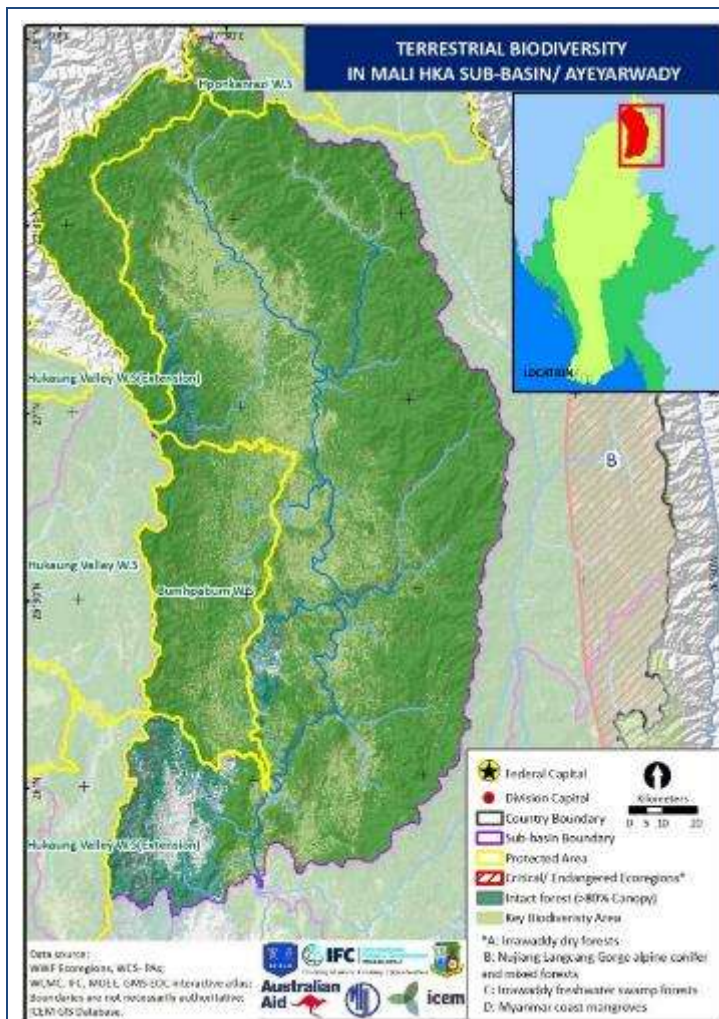 TERRESTRIAL BIODIVERSITY
IN MALI HKA SUB-BASIN/ AYEYARWADY
Hponkanrazi W.S
LOCATION
Hukaung Valley W.S(Extension)
27°N
B
Hukaung Valley W.S
Bumhpabum W.S
Hukaung Valley W.S(Extension)
Federal Capital
Division Capital
Country Boundary
Sub-basin Boundary
Protected Area
Critical/ Endangered Ecoregions*
Intact forest (>80% Canopy)
Key Biodiveristy Area
Kilometers
0 5 10 20
*A: Irrawaddy dry forests
B: Nujiang Langcang Gorge alpine conifer
and mixed forests
C: Irrawaddy freshwater swamp forests
D: Myanmar coast mangroves
Data source:
WWF Ecoregions, WCS- PAs;
WCMC, IFC, MOEE, GMS-EOC interactive atlas;
Boundaries are not necessarily authoritative;
ICEM GIS Database.
IFC
Australian
Aid
icem